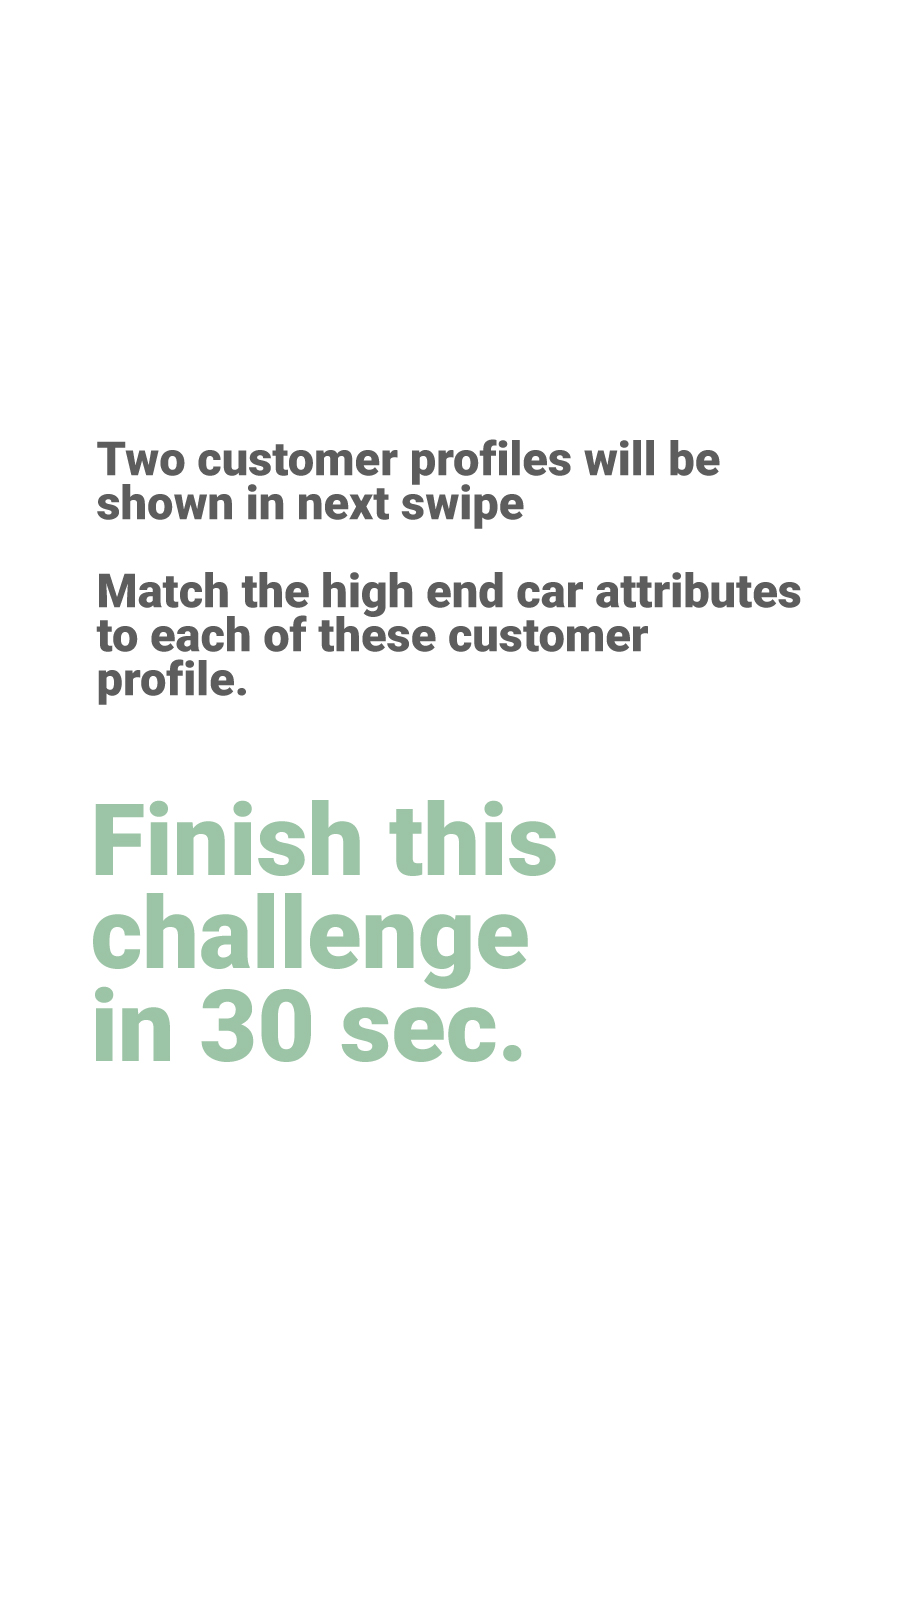 Two customer profiles will be
shown in next swipe
Match the high end car attributes
to each of these customer
profile.
Finish this
challenge
in 30 sec.